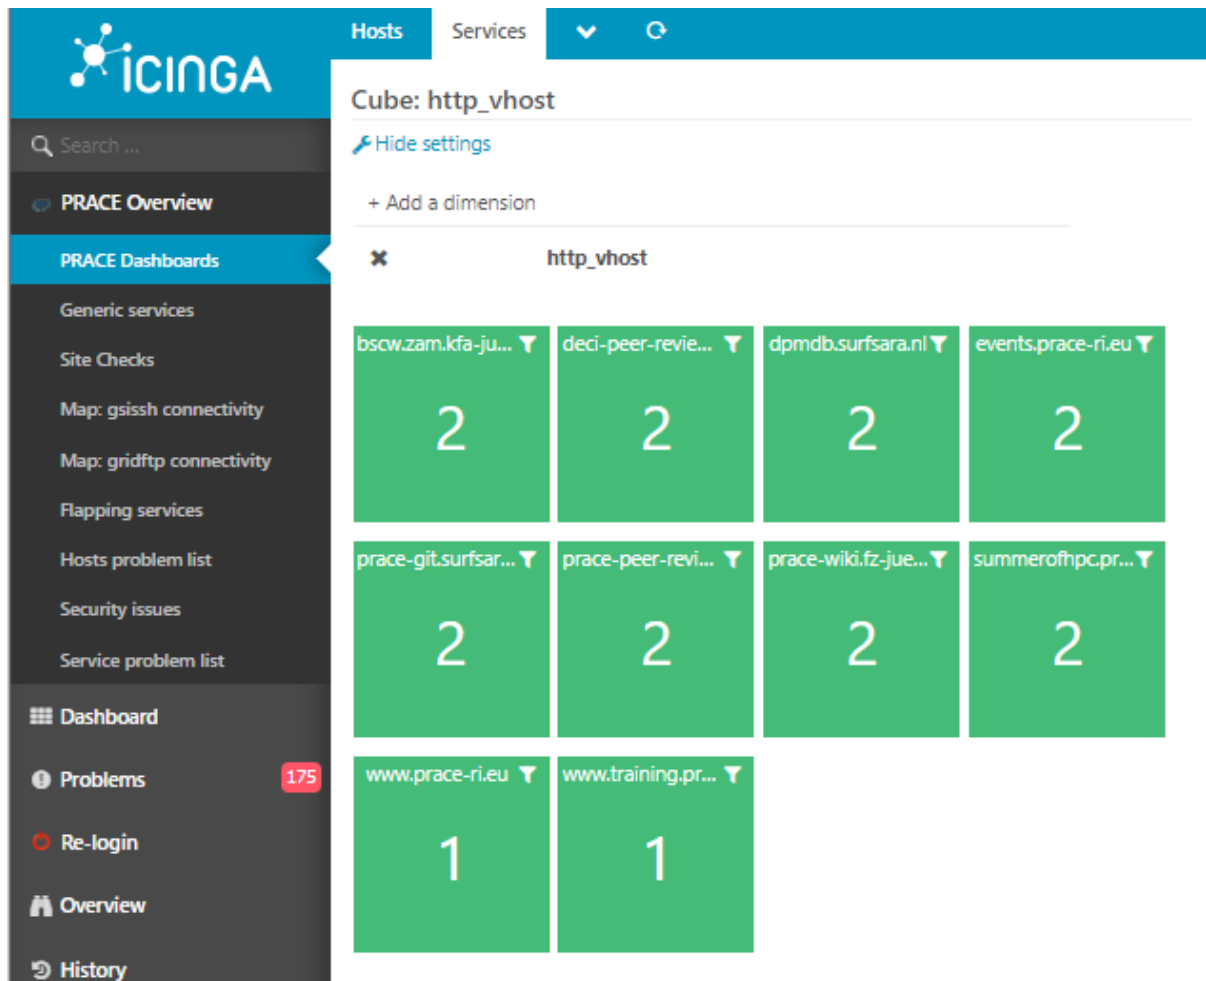 ICINGA
Search ...
PRACE Overview
PRACE Dashboards
Generic services
Site Checks
Map: gsissh connectivity
Map: gridftp connectivity
Flapping services
Hosts problem list
Security issues
Service problem list
Dashboard
Problems 175
Re-login
Overview
History
Hosts Services
Cube: http_vhost
Hide settings
+ Add a dimension
http_vhost
bscw.zam.kfa-ju... deci-peer-revie... dpmdb.surfsara.nl events.prace-ri.eu
2 2 2 2
prace-git.surfsar... prace-peer-revi... prace-wiki.fz-jue... summerofhpc.pr...
2 2 2 2
www.prace-ri.eu www.training.pr...
1 1